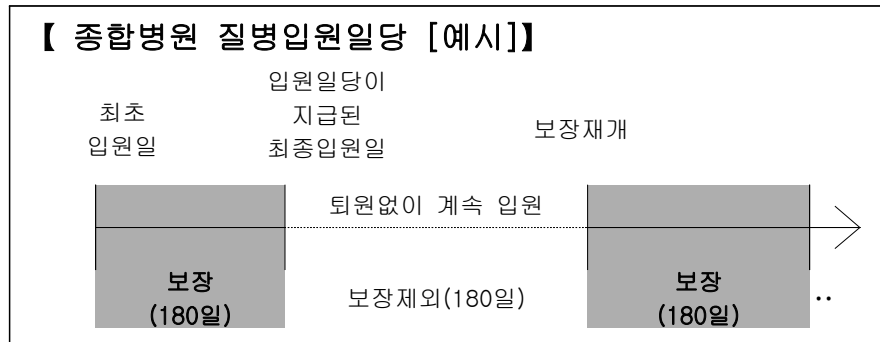 【 종합병원 질병입원일당 [예시]】
최초
입원일
입원일당이
지급된
최종입원일
보장재개
퇴원없이 계속 입원
보장
(180일)
보장제외(180일)
보장
(180일)
‥